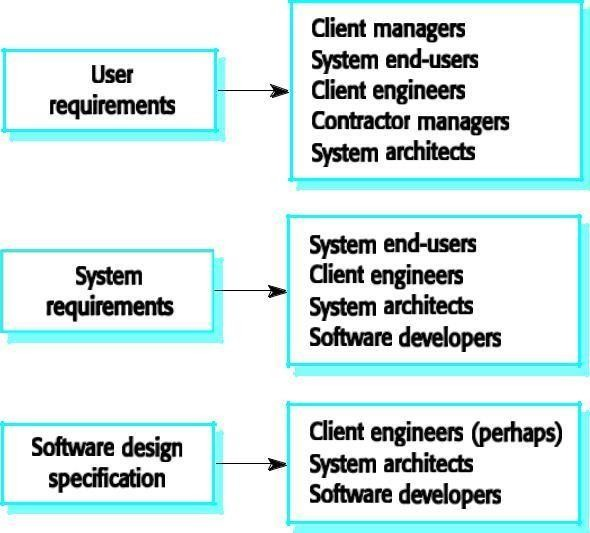 User
requirements
Client managers
System end-users
Client engineers
Contractor managers
System architects
System
requirements
System end-users
Client engineers
System architects
Software developers
Software design
specification
Client engineers (perhaps)
System architects
Software developers